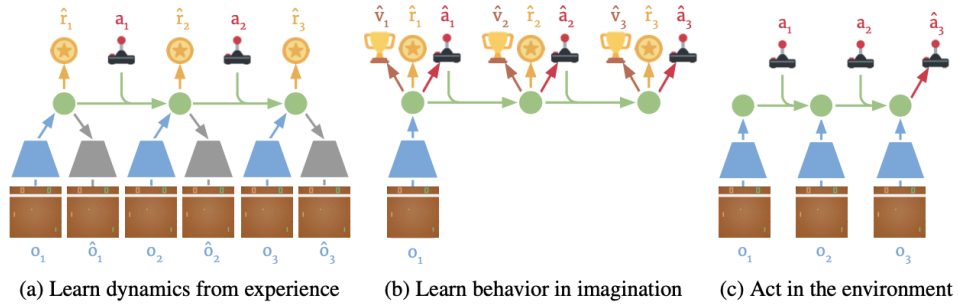 r̂₁ a₁ r̂₂ a₂ r̂₃
o₁ ô₁ o₂ ô₂ o₃ ô₃
(a) Learn dynamics from experience
v̂₁ r̂₁ â₁ v̂₂ r̂₂ â₂ v̂₃ r̂₃ â₃
o₁
(b) Learn behavior in imagination
a₁ a₂ â₃
o₁ o₂ o₃
(c) Act in the environment